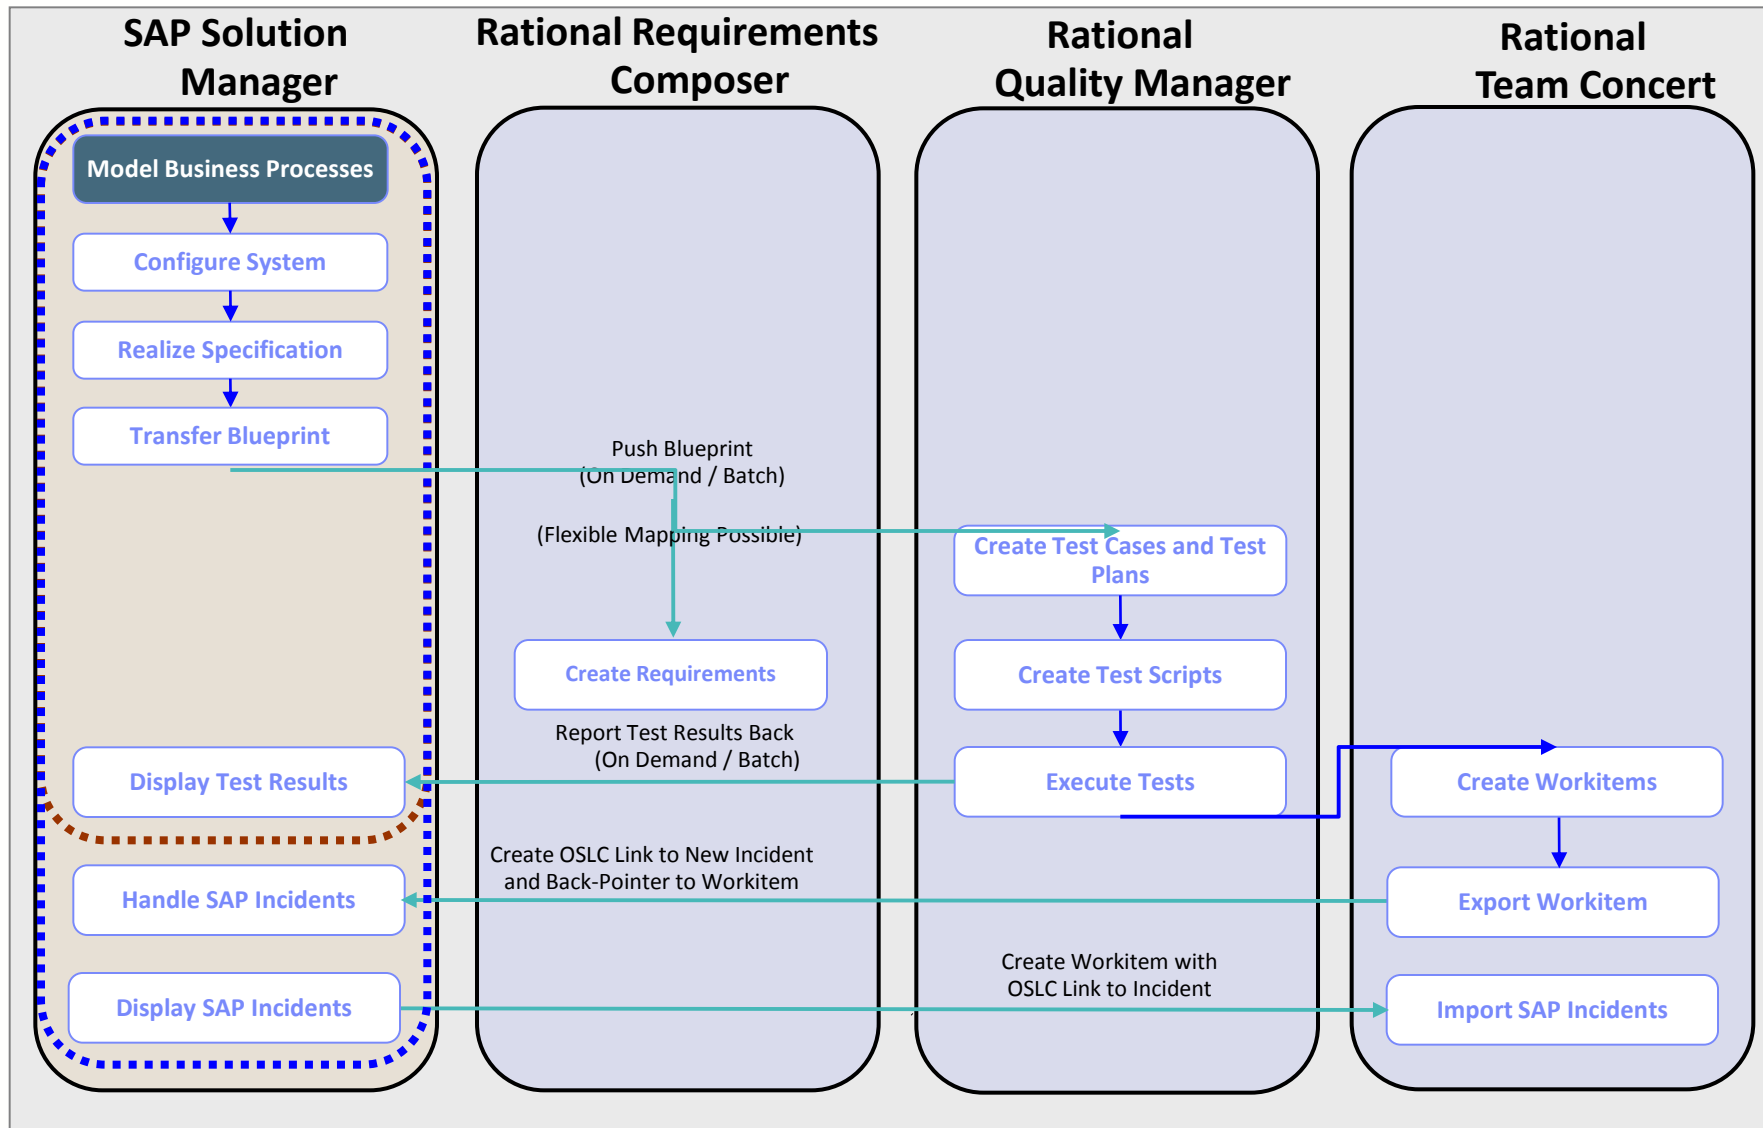 SAP Solution
Manager
Rational Requirements
Composer
Rational
Quality Manager
Rational
Team Concert
Model Business Processes
Configure System
Realize Specification
Transfer Blueprint
Push Blueprint
(On Demand / Batch)
(Flexible Mapping Possible)
Create Test Cases and Test
Plans
Create Requirements
Create Test Scripts
Report Test Results Back
(On Demand / Batch)
Display Test Results
Execute Tests
Create Workitems
Create OSLC Link to New Incident
and Back-Pointer to Workitem
Handle SAP Incidents
Export Workitem
Create Workitem with
OSLC Link to Incident
Display SAP Incidents
Import SAP Incidents